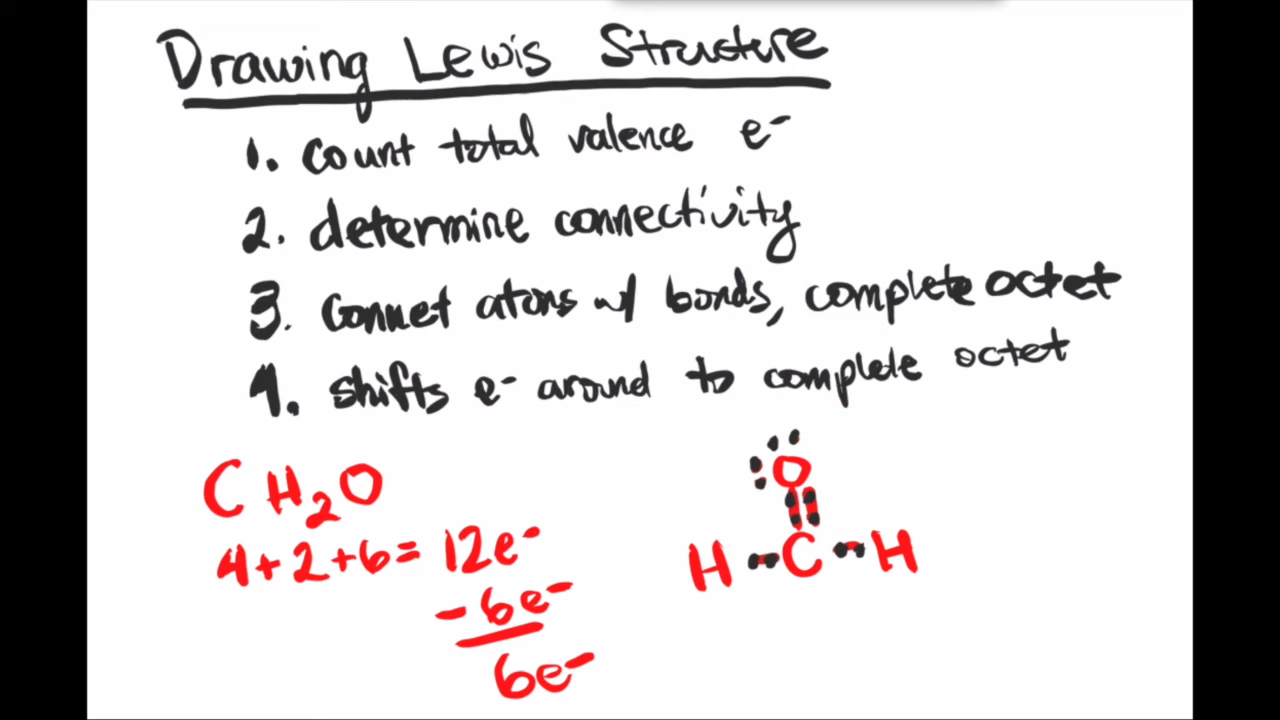 Drawing Lewis Structure
1. count total valence e⁻
2. determine connectivity
3. connet atoms w/ bonds, complete octet
4. shifts e⁻ around to complete octet
CH₂O
4+2+6= 12e⁻
- 6e⁻
6e⁻
O
H C H